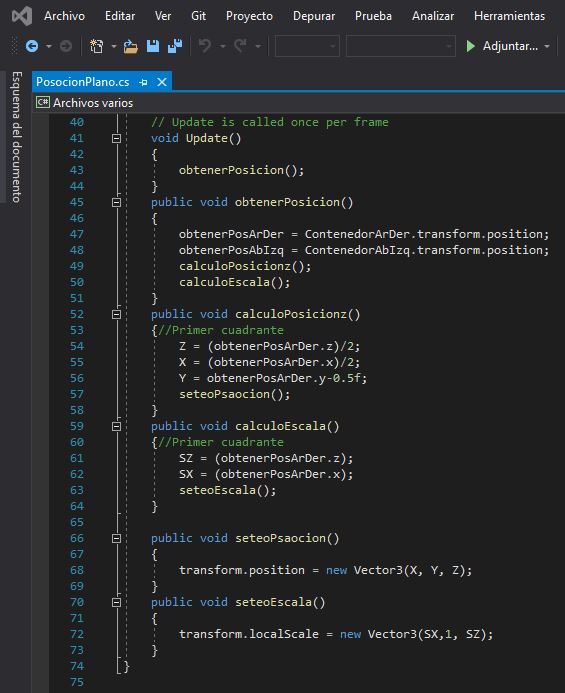 Archivo Editar Ver Git Proyecto Depurar Prueba Analizar Herramientas
Adjuntar...
Esquema del documento
PosocionPlano.cs
C# Archivos varios
40 // Update is called once per frame
41 void Update()
42 {
43 obtenerPosicion();
44 }
45 public void obtenerPosicion()
46 {
47 obtenerPosArDer = ContenedorArDer.transform.position;
48 obtenerPosAbIzq = ContenedorAbIzq.transform.position;
49 calculoPosicionz();
50 calculoEscala();
51 }
52 public void calculoPosicionz()
53 {//Primer cuadrante
54 Z = (obtenerPosArDer.z)/2;
55 X = (obtenerPosArDer.x)/2;
56 Y = obtenerPosArDer.y-0.5f;
57 seteoPsaocion();
58 }
59 public void calculoEscala()
60 {//Primer cuadrante
61 SZ = (obtenerPosArDer.z);
62 SX = (obtenerPosArDer.x);
63 seteoEscala();
64 }
65
66 public void seteoPsaocion()
67 {
68 transform.position = new Vector3(X, Y, Z);
69 }
70 public void seteoEscala()
71 {
72 transform.localScale = new Vector3(SX,1, SZ);
73 }
74 }
75